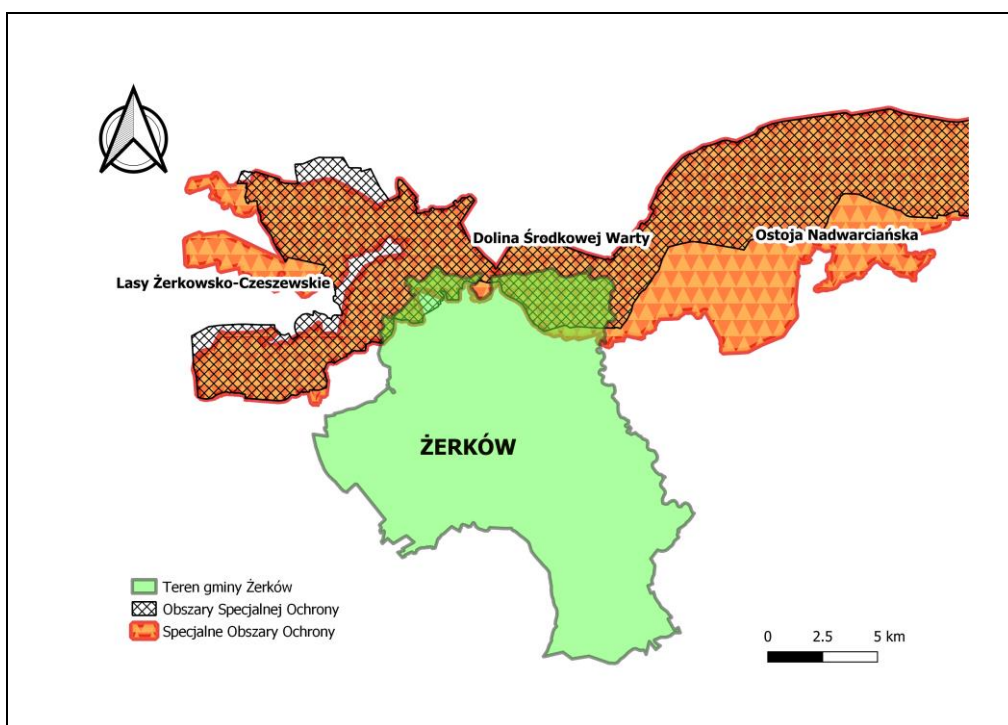 Dolina Środkowej Warty
Ostoja Nadwarciańska
Lasy Żerkowsko-Czeszewskie
ŻERKÓW
Teren gminy Żerków
Obszary Specjalnej Ochrony
Specjalne Obszary Ochrony
0 2.5 5 km